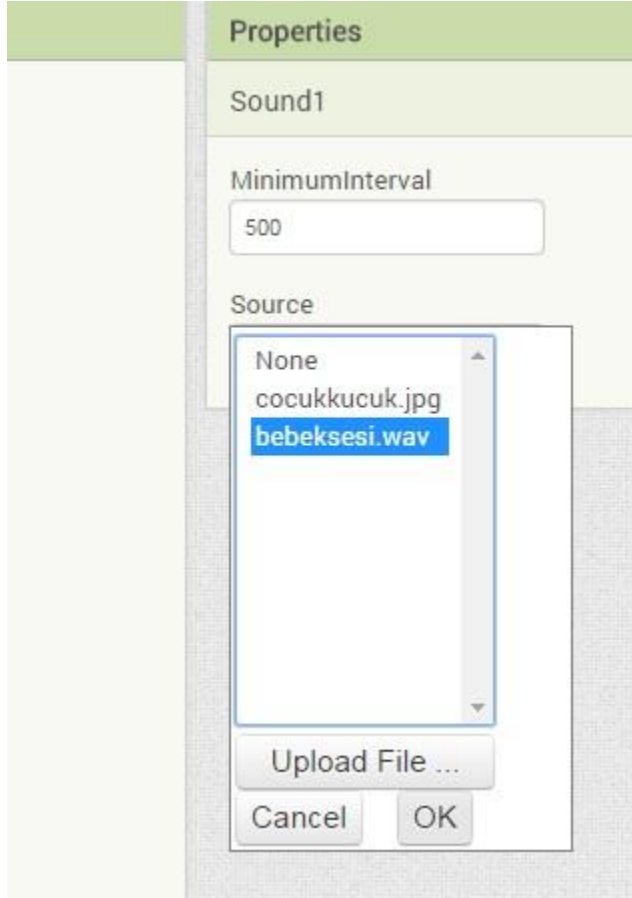 Properties
Sound1
MinimumInterval
500
Source
None
cocukkucuk.jpg
bebeksesi.wav
Upload File ...
Cancel OK